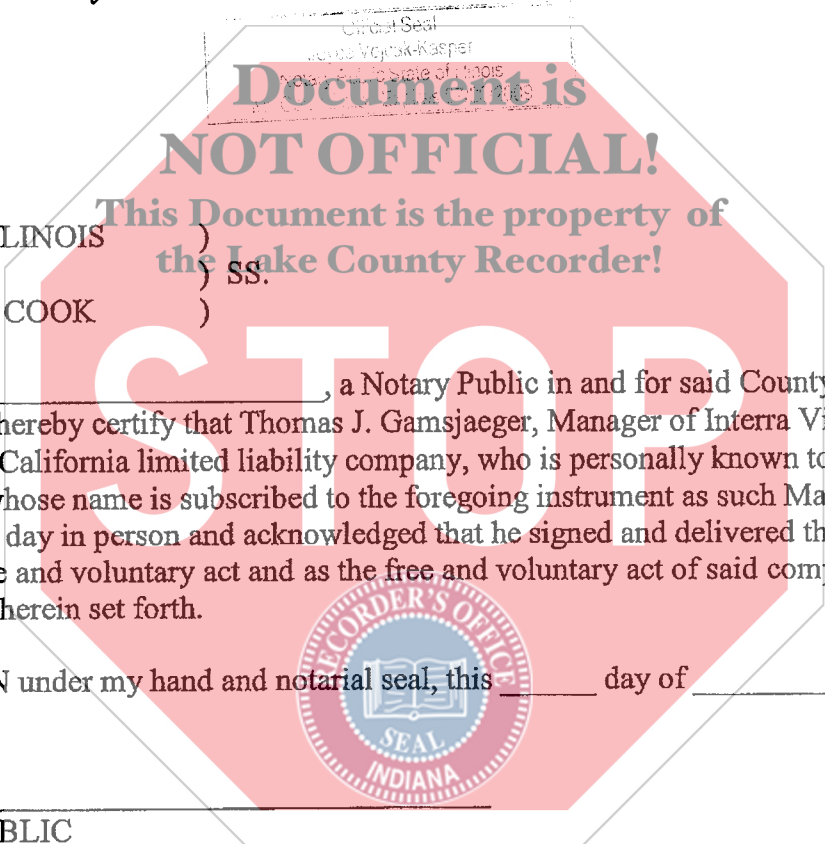 Official Seal
Joyce Vojcak-Kasper
Notary Public State of Illinois
Document is
NOT OFFICIAL!
This Document is the property of
the Lake County Recorder!
LINOIS )
) SS.
COOK )
STOP
, a Notary Public in and for said County
hereby certify that Thomas J. Gamsjaeger, Manager of Interra Vi
California limited liability company, who is personally known to
hose name is subscribed to the foregoing instrument as such Ma
day in person and acknowledged that he signed and delivered th
e and voluntary act and as the free and voluntary act of said com
herein set forth.
RECORDER'S OFFICE
N under my hand and notarial seal, this ______ day of
SEAL
INDIANA
BLIC